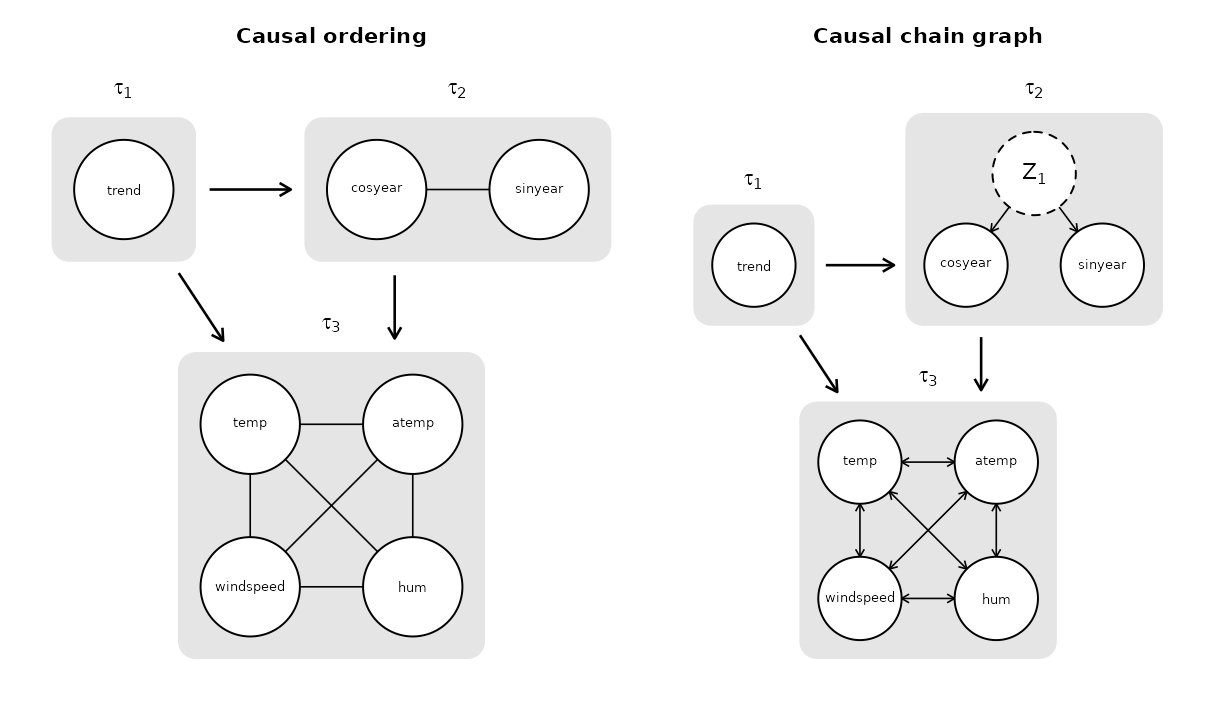 Causal ordering
τ1
τ2
trend
cosyear
sinyear
τ3
temp
atemp
windspeed
hum
Causal chain graph
τ2
Z1
τ1
trend
cosyear
sinyear
τ3
temp
atemp
windspeed
hum